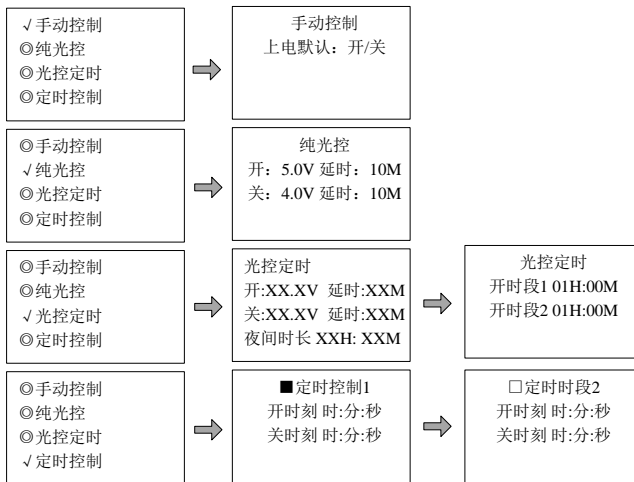 √手动控制
◎纯光控
◎光控定时
◎定时控制
手动控制
上电默认：开/关
◎手动控制
√纯光控
◎光控定时
◎定时控制
纯光控
开：5.0V 延时：10M
关：4.0V 延时：10M
◎手动控制
◎纯光控
√光控定时
◎定时控制
光控定时
开:XX.XV 延时:XXM
关:XX.XV 延时:XXM
夜间时长 XXH: XXM
光控定时
开时段1 01H:00M
开时段2 01H:00M
◎手动控制
◎纯光控
◎光控定时
√定时控制
■定时控制1
开时刻 时:分:秒
关时刻 时:分:秒
□定时时段2
开时刻 时:分:秒
关时刻 时:分:秒